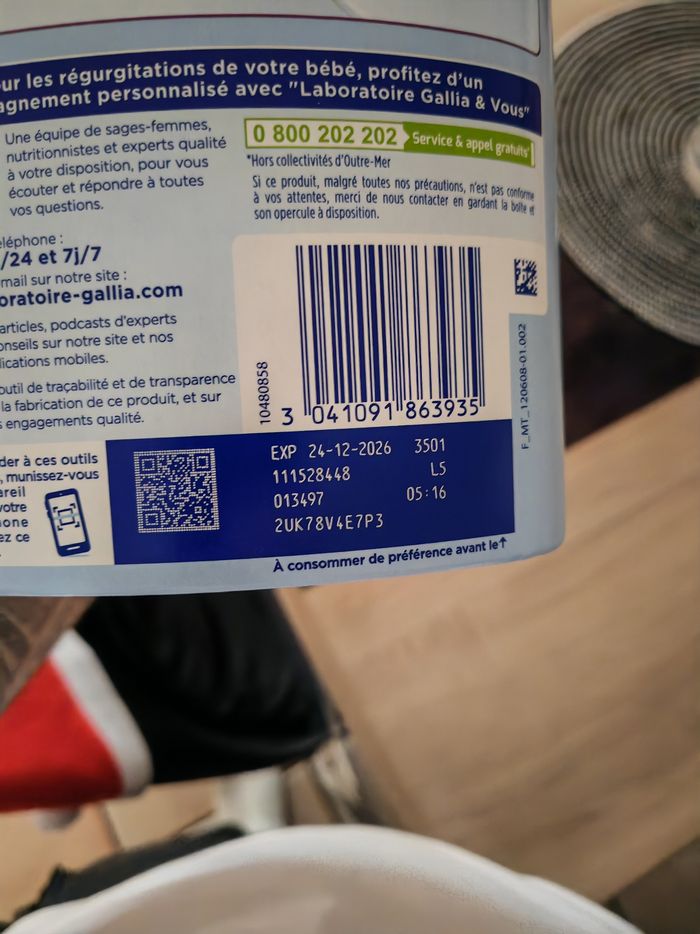 les régurgitations de votre bébé, profitez d'un
personnalisé avec "Laboratoire Gallia & Vous"
Une équipe de sages-femmes,
nutritionnistes et experts qualité
à votre disposition, pour vous
écouter et répondre à toutes
vos questions.
/24 et 7j/7
mail sur notre site :
oratoire-gallia.com
articles, podcasts d'experts
onseils sur notre site et nos
lications mobiles.
outil de traçabilité et de transparence
la fabrication de ce produit, et sur
engagements qualité.
0 800 202 202 Service & appel gratuits*
*Hors collectivités d'Outre-Mer
Si ce produit, malgré toutes nos précautions, n'est pas conforme
à vos attentes, merci de nous contacter en gardant la boîte et
son opercule à disposition.
10480858
3 041091 863935
F_MT_120608-01.002
der à ces outils
, munissez-vous
areil
votre
hone
ez ce
EXP 24-12-2026 3501
111528448 L5
013497 05:16
2UK78V4E7P3
À consommer de préférence avant le↑